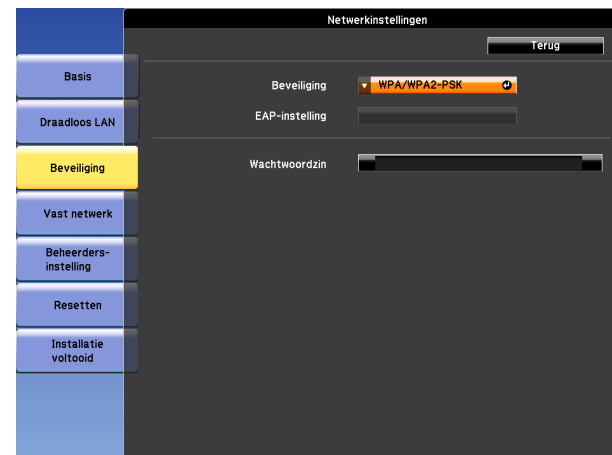 Netwerkinstellingen
Terug
Basis
Draadloos LAN
Beveiliging
Vast netwerk
Beheerders-
instelling
Resetten
Installatie
voltooid
Beveiliging
WPA/WPA2-PSK
EAP-instelling
Wachtwoordzin